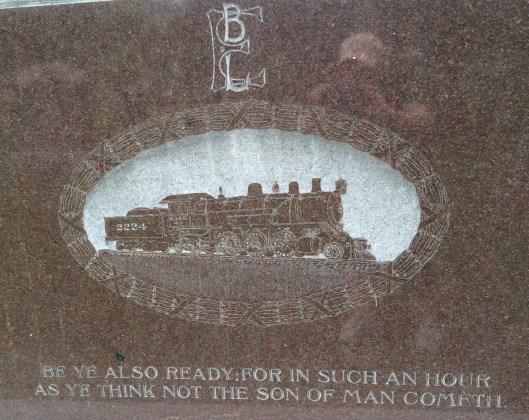 BLE
2224
BE YE ALSO READY; FOR IN SUCH AN HOUR
AS YE THINK NOT THE SON OF MAN COMETH.